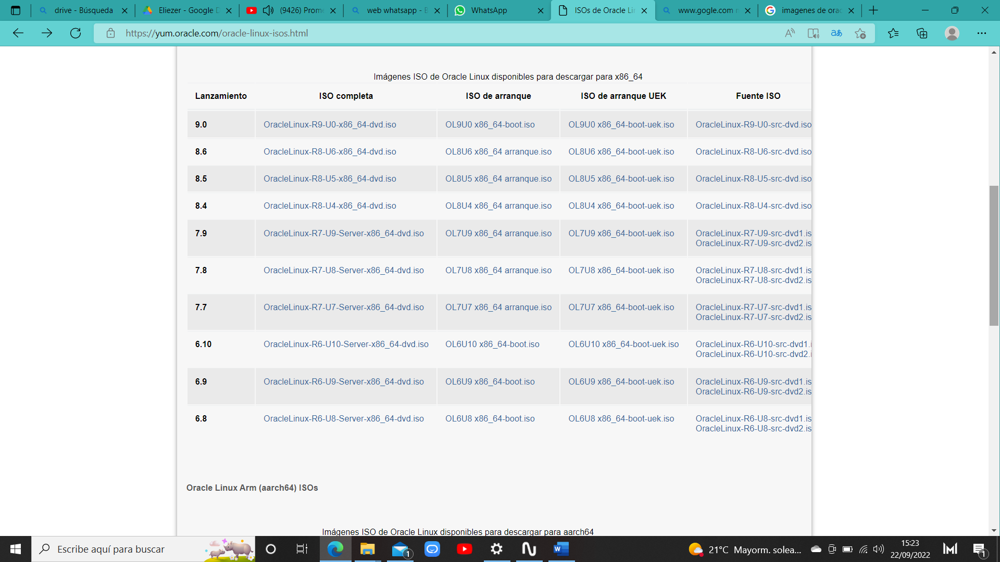 drive - Búsqueda
Eliezer - Google D
(9426) Prome
web whatsapp - B
WhatsApp
ISOs de Oracle Li
www.gogle.com
imagenes de orac
https://yum.oracle.com/oracle-linux-isos.html
Imágenes ISO de Oracle Linux disponibles para descargar para x86_64
Lanzamiento ISO completa ISO de arranque ISO de arranque UEK Fuente ISO
9.0 OracleLinux-R9-U0-x86_64-dvd.iso OL9U0 x86_64-boot.iso OL9U0 x86_64-boot-uek.iso OracleLinux-R9-U0-src-dvd.iso
8.6 OracleLinux-R8-U6-x86_64-dvd.iso OL8U6 x86_64 arranque.iso OL8U6 x86_64-boot-uek.iso OracleLinux-R8-U6-src-dvd.iso
8.5 OracleLinux-R8-U5-x86_64-dvd.iso OL8U5 x86_64 arranque.iso OL8U5 x86_64-boot-uek.iso OracleLinux-R8-U5-src-dvd.iso
8.4 OracleLinux-R8-U4-x86_64-dvd.iso OL8U4 x86_64 arranque.iso OL8U4 x86_64-boot-uek.iso OracleLinux-R8-U4-src-dvd.iso
7.9 OracleLinux-R7-U9-Server-x86_64-dvd.iso OL7U9 x86_64 arranque.iso OL7U9 x86_64-boot-uek.iso OracleLinux-R7-U9-src-dvd1.is
OracleLinux-R7-U9-src-dvd2.is
7.8 OracleLinux-R7-U8-Server-x86_64-dvd.iso OL7U8 x86_64 arranque.iso OL7U8 x86_64-boot-uek.iso OracleLinux-R7-U8-src-dvd1.is
OracleLinux-R7-U8-src-dvd2.is
7.7 OracleLinux-R7-U7-Server-x86_64-dvd.iso OL7U7 x86_64 arranque.iso OL7U7 x86_64-boot-uek.iso OracleLinux-R7-U7-src-dvd1.is
OracleLinux-R7-U7-src-dvd2.is
6.10 OracleLinux-R6-U10-Server-x86_64-dvd.iso OL6U10 x86_64-boot.iso OL6U10 x86_64-boot-uek.iso OracleLinux-R6-U10-src-dvd1.i
OracleLinux-R6-U10-src-dvd2.i
6.9 OracleLinux-R6-U9-Server-x86_64-dvd.iso OL6U9 x86_64-boot.iso OL6U9 x86_64-boot-uek.iso OracleLinux-R6-U9-src-dvd1.is
OracleLinux-R6-U9-src-dvd2.is
6.8 OracleLinux-R6-U8-Server-x86_64-dvd.iso OL6U8 x86_64-boot.iso OL6U8 x86_64-boot-uek.iso OracleLinux-R6-U8-src-dvd1.is
OracleLinux-R6-U8-src-dvd2.is
Oracle Linux Arm (aarch64) ISOs
Imágenes ISO de Oracle Linux disponibles para descargar para aarch64
Escribe aquí para buscar
1
21°C Mayorm. solea...
15:23
22/09/2022
1